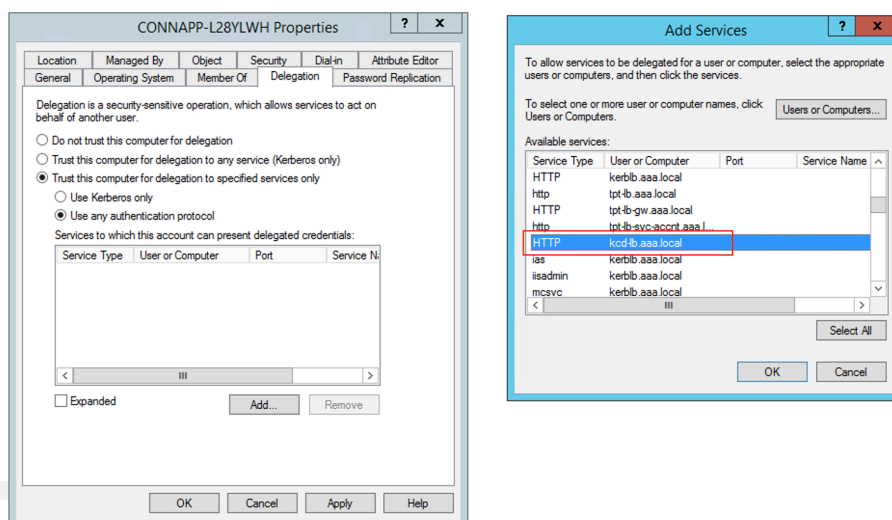 CONNAPP-L28YLWH Properties
? x
Location Managed By Object Security Dial-in Attribute Editor
General Operating System Member Of Delegation Password Replication
Delegation is a security-sensitive operation, which allows services to act on
behalf of another user.
Do not trust this computer for delegation
Trust this computer for delegation to any service (Kerberos only)
Trust this computer for delegation to specified services only
Use Kerberos only
Use any authentication protocol
Services to which this account can present delegated credentials:
Service Type User or Computer Port Service Na
Expanded
Add... Remove
OK Cancel Apply Help
Add Services
? x
To allow services to be delegated for a user or computer, select the appropriate
users or computers, and then click the services.
To select one or more user or computer names, click
Users or Computers.
Users or Computers...
Available services:
Service Type User or Computer Port Service Name
HTTP kerblb.aaa.local
http tpt-lb.aaa.local
HTTP tpt-lb-gw.aaa.local
http tpt-lb-svc-accnt.aaa.l...
HTTP kcd-lb.aaa.local
ias kerblb.aaa.local
iisadmin kerblb.aaa.local
mcsvc kerblb.aaa.local
Select All
OK Cancel